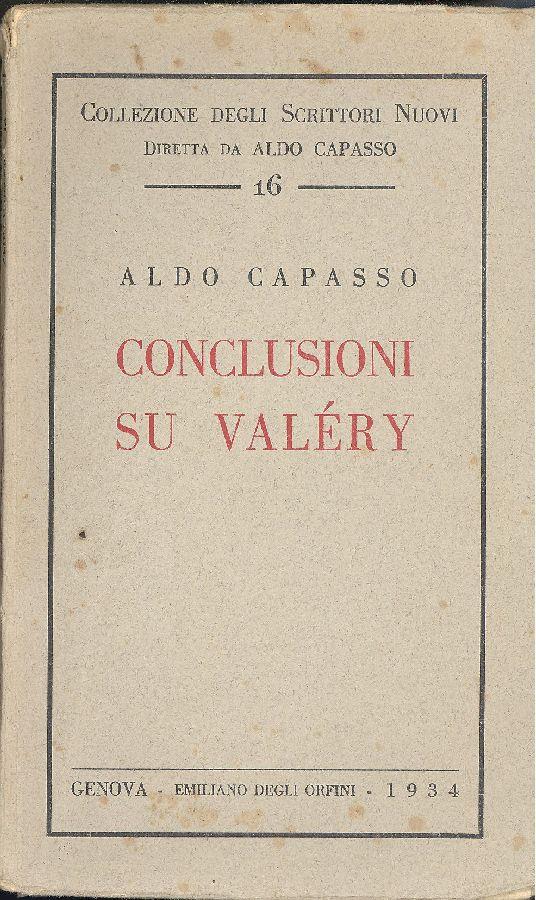 COLLEZIONE DEGLI SCRITTORI NUOVI
DIRETTA DA ALDO CAPASSO
16
ALDO CAPASSO
CONCLUSIONI
SU VALÉRY
GENOVA - EMILIANO DEGLI ORFINI - 1934